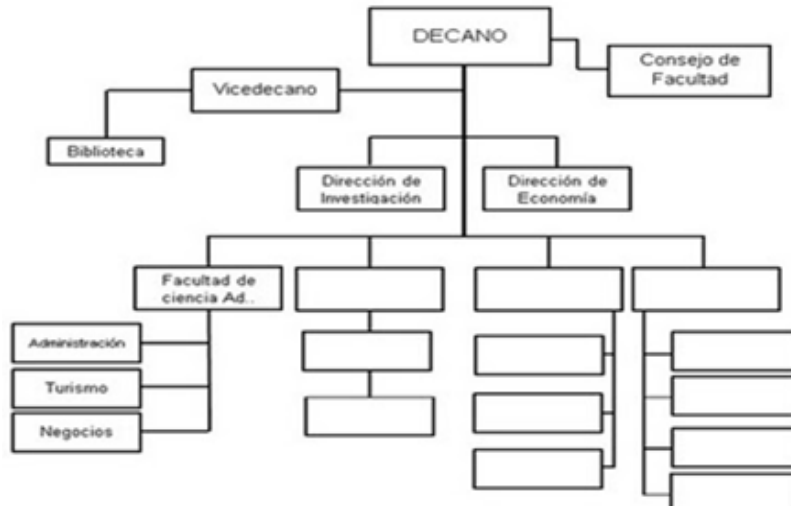 DECANO
Consejo de
Facultad
Vicedecano
Biblioteca
Dirección de
Investigación
Dirección de
Economía
Facultad de
ciencia Ad..
Administración
Turismo
Negocios